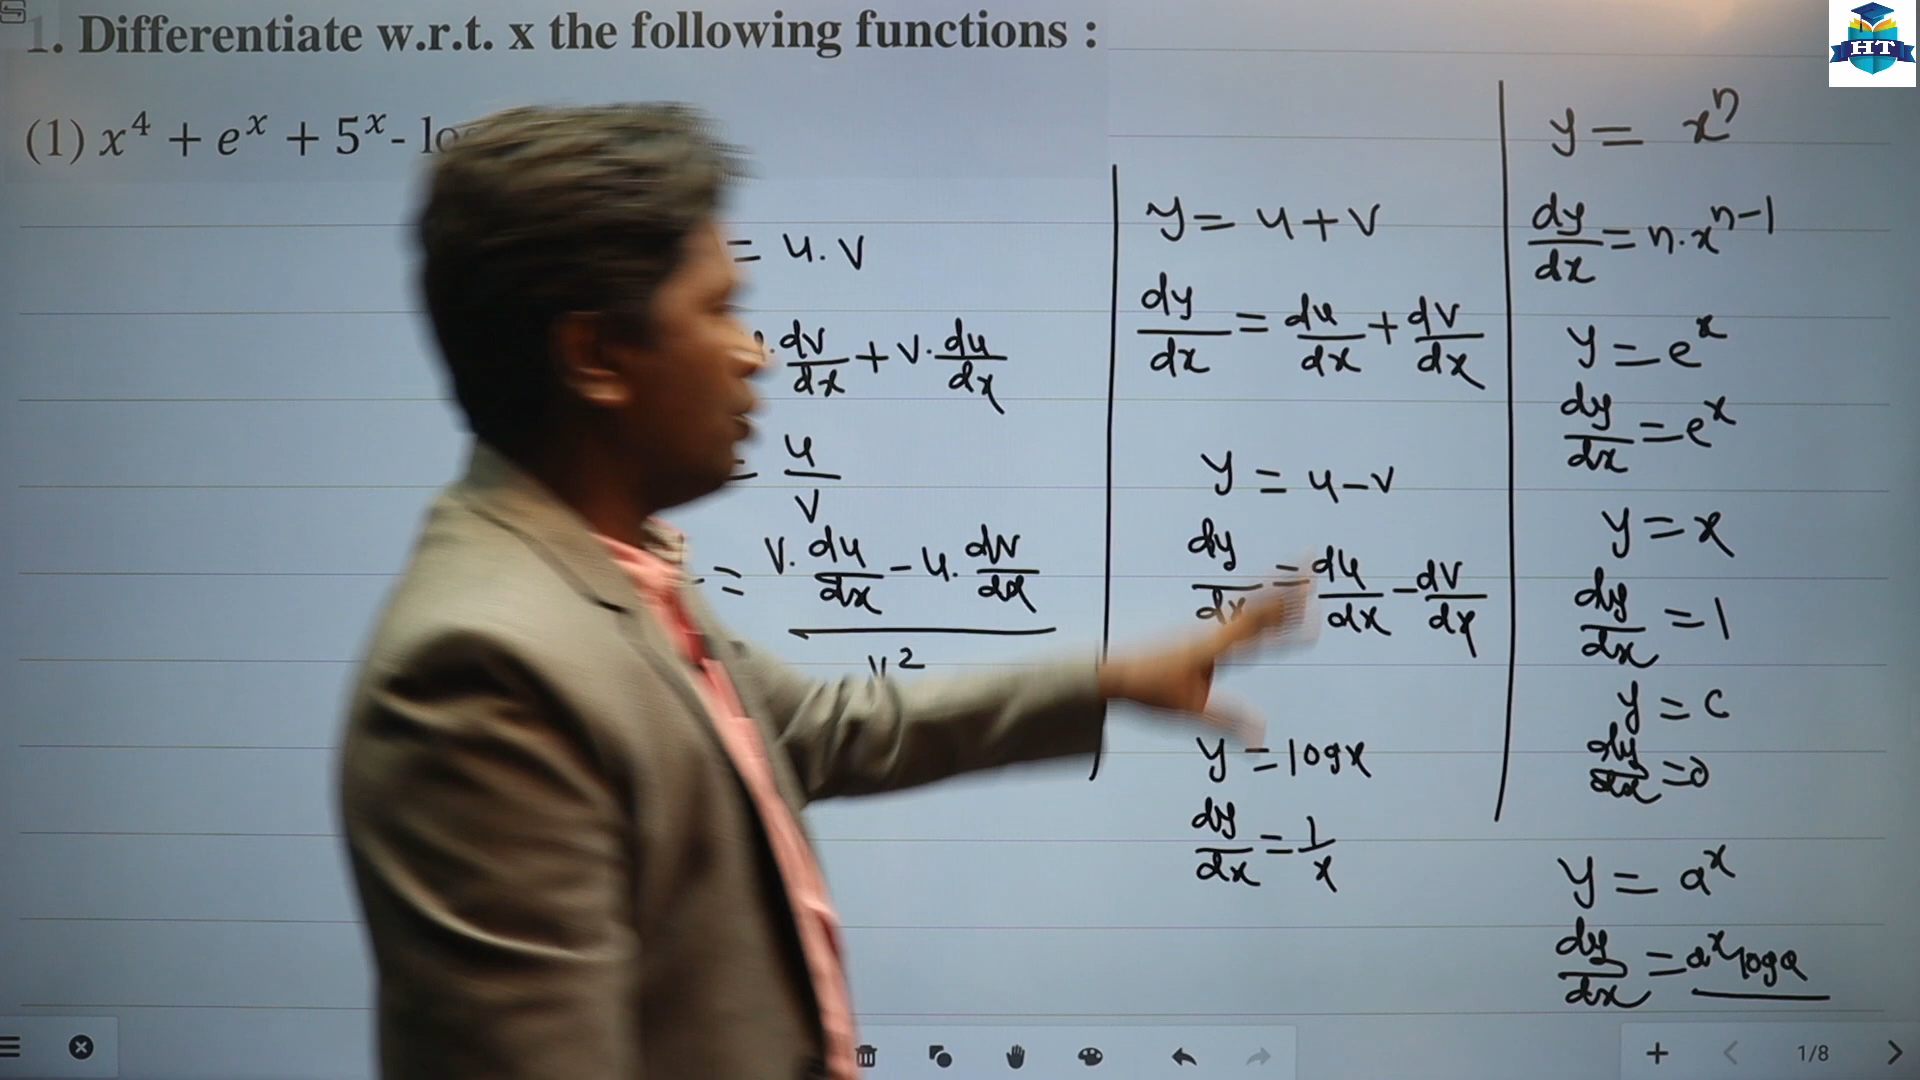 1. Differentiate w.r.t. x the following functions :
(1) x⁴ + eˣ + 5ˣ - lo
= u.v
. dv/dx + v. du/dx
= u/v
= (v. du/dx - u. dv/dx) / v²
y = u+v
dy/dx = du/dx + dv/dx
y = u-v
dy/dx = du/dx - dv/dx
y = logx
dy/dx = 1/x
y = xⁿ
dy/dx = n.xⁿ⁻¹
y = eˣ
dy/dx = eˣ
y = x
dy/dx = 1
y = c
dy/dx = 0
y = aˣ
dy/dx = aˣloga
HT
1/8